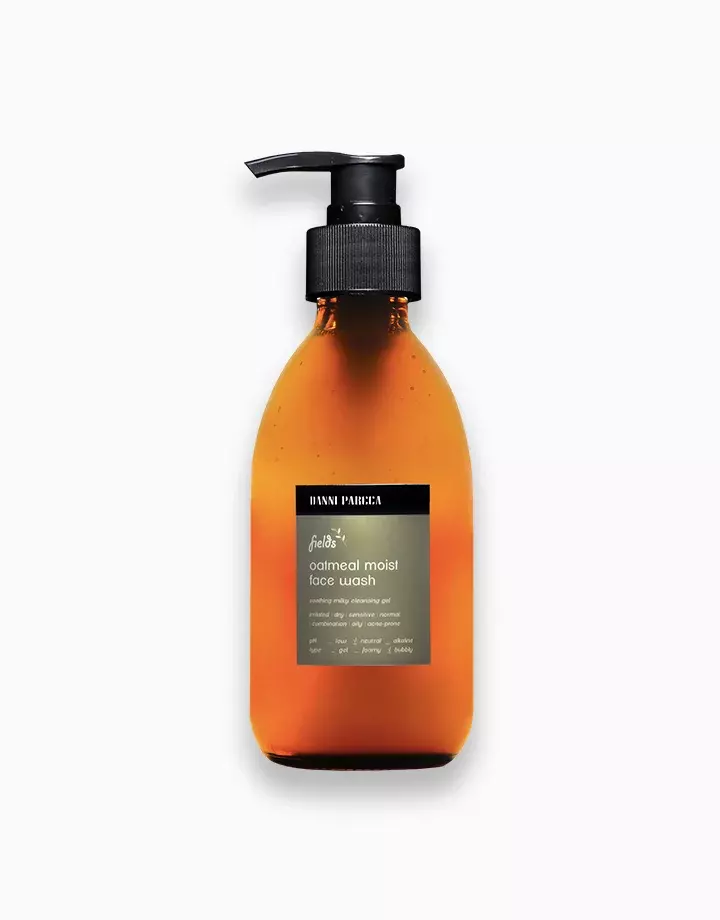 DANNI PARCCA
fields
oatmeal moist
face wash
soothing milky cleansing gel
irritated · dry · sensitive · normal
combination · oily · acne-prone
pH _ low √ neutral _ alkaline
type _ gel _ foamy √ bubbly